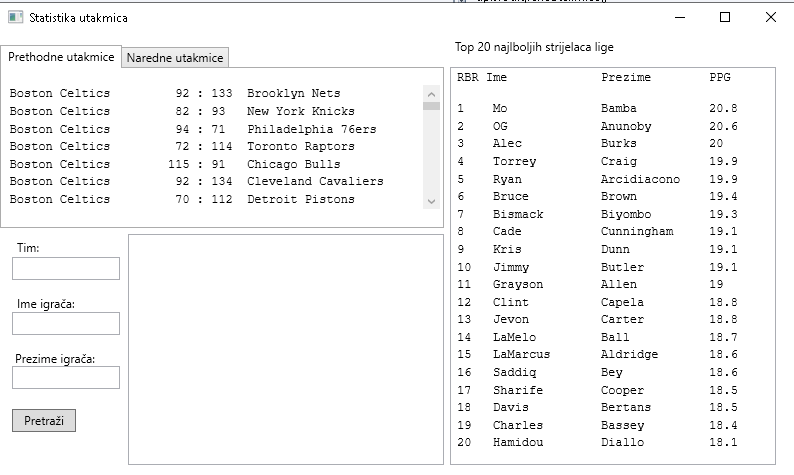 Statistika utakmica
Prethodne utakmice
Naredne utakmice
Boston Celtics 92 : 133 Brooklyn Nets
Boston Celtics 82 : 93 New York Knicks
Boston Celtics 94 : 71 Philadelphia 76ers
Boston Celtics 72 : 114 Toronto Raptors
Boston Celtics 115 : 91 Chicago Bulls
Boston Celtics 92 : 134 Cleveland Cavaliers
Boston Celtics 70 : 112 Detroit Pistons
Tim:
Ime igrača:
Prezime igrača:
Pretraži
Top 20 najlboljih strijelaca lige
RBR Ime Prezime PPG
1 Mo Bamba 20.8
2 OG Anunoby 20.6
3 Alec Burks 20
4 Torrey Craig 19.9
5 Ryan Arcidiacono 19.9
6 Bruce Brown 19.4
7 Bismack Biyombo 19.3
8 Cade Cunningham 19.1
9 Kris Dunn 19.1
10 Jimmy Butler 19.1
11 Grayson Allen 19
12 Clint Capela 18.8
13 Jevon Carter 18.8
14 LaMelo Ball 18.7
15 LaMarcus Aldridge 18.6
16 Saddiq Bey 18.6
17 Sharife Cooper 18.5
18 Davis Bertans 18.5
19 Charles Bassey 18.4
20 Hamidou Diallo 18.1